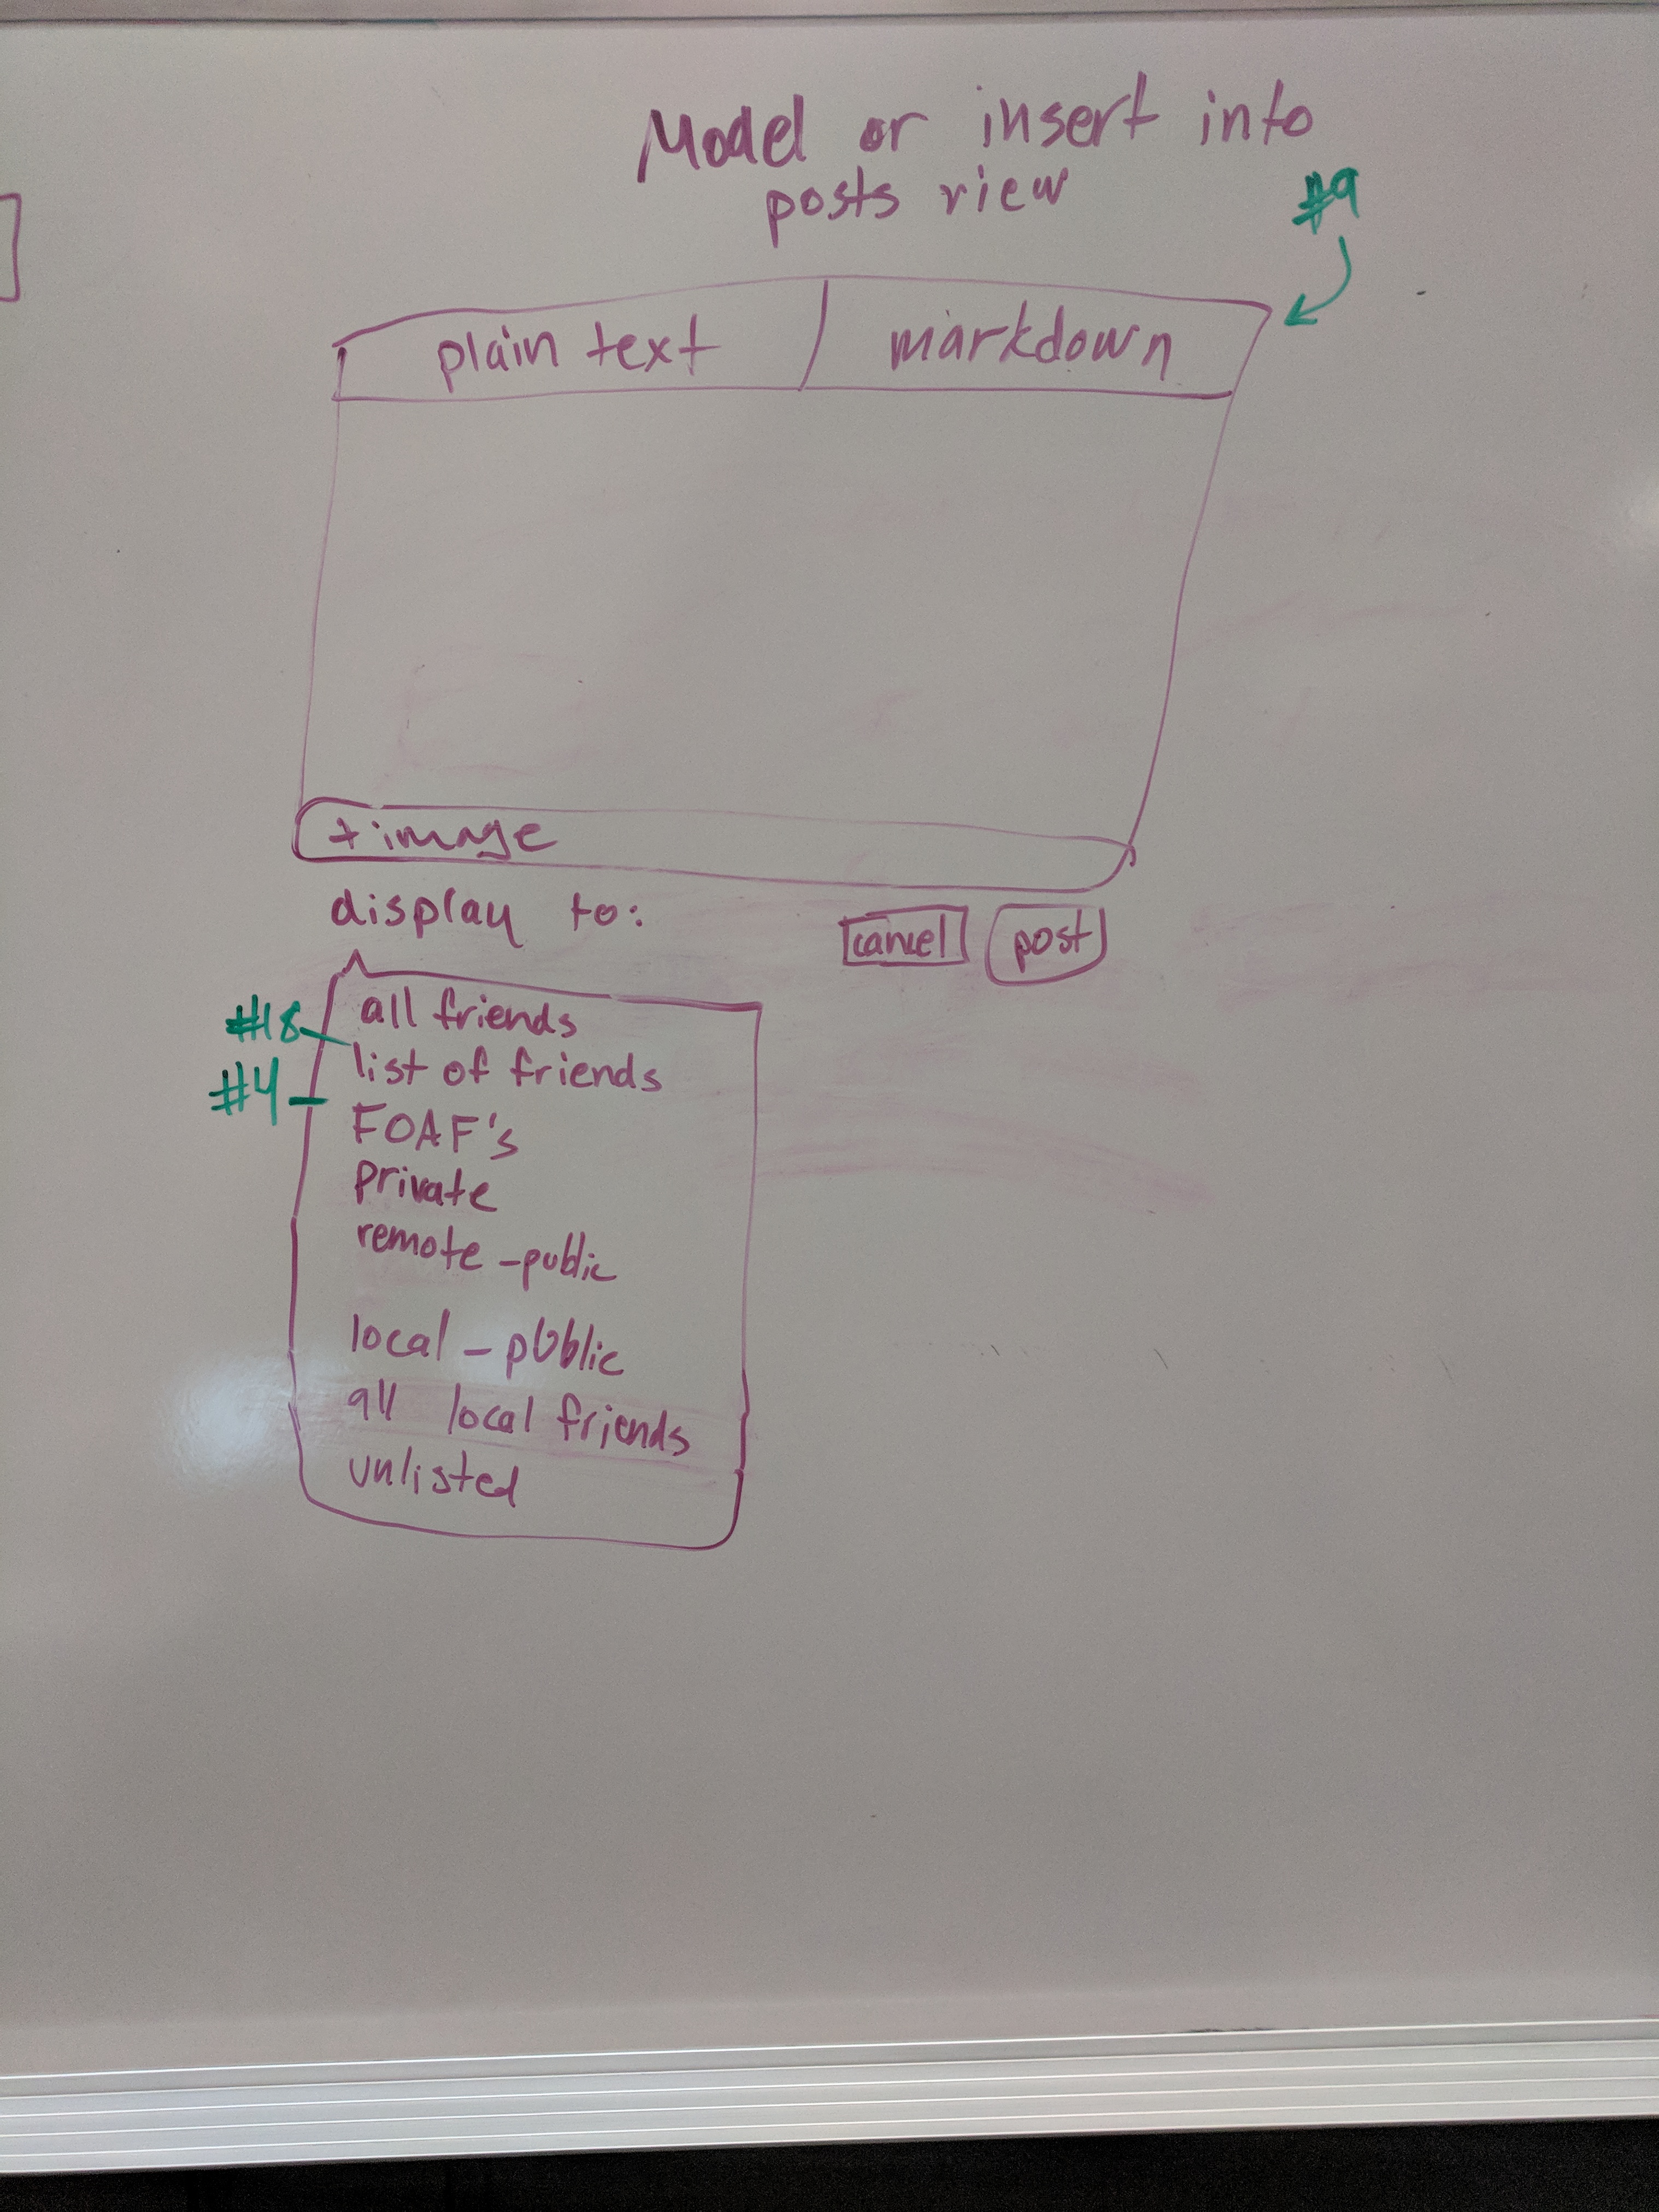 Model or insert into
posts view
#9
plain text markdown
+ image
display to: cancel post
#18 all friends
list of friends
#4
FOAF's
private
remote - public
local - public
all local friends
unlisted